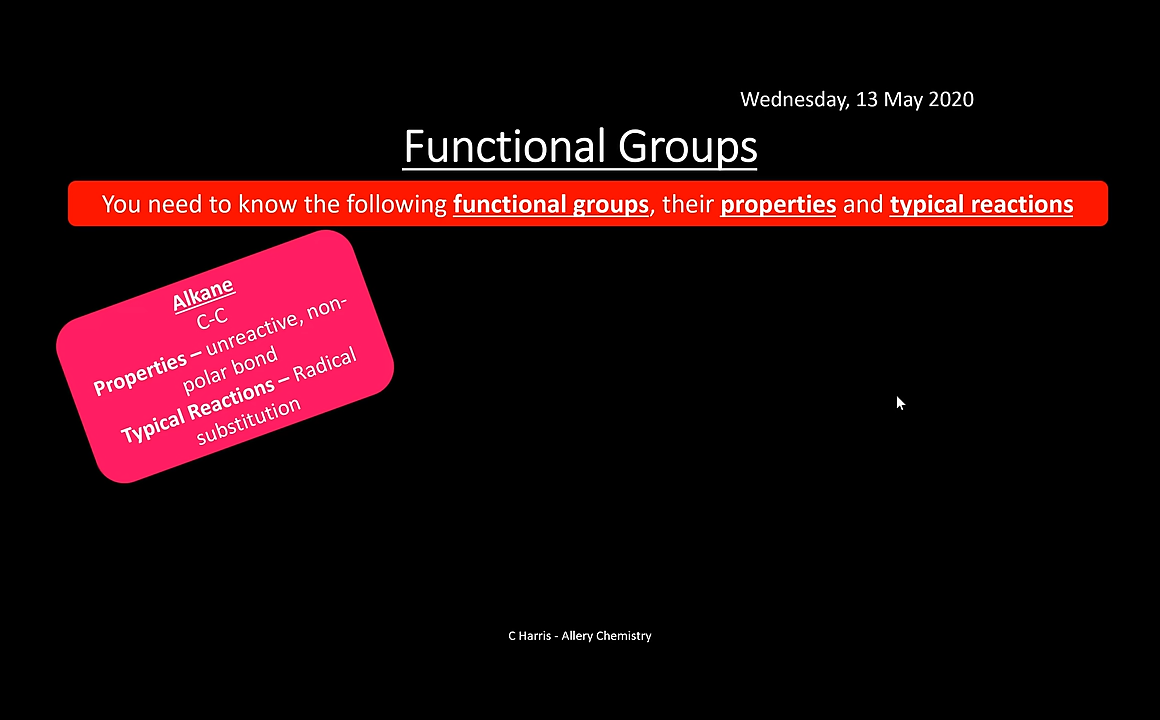 Wednesday, 13 May 2020
Functional Groups
You need to know the following functional groups, their properties and typical reactions
Alkane
C-C
Properties – unreactive, non-
polar bond
Typical Reactions – Radical
substitution
C Harris - Allery Chemistry